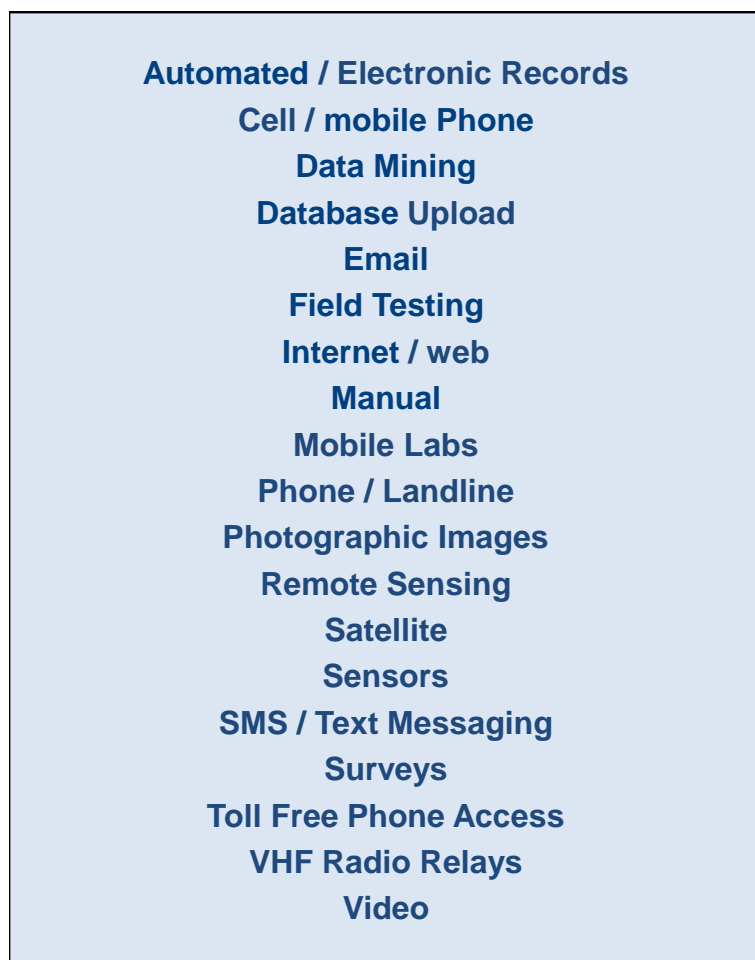 Automated / Electronic Records
Cell / mobile Phone
Data Mining
Database Upload
Email
Field Testing
Internet / web
Manual
Mobile Labs
Phone / Landline
Photographic Images
Remote Sensing
Satellite
Sensors
SMS / Text Messaging
Surveys
Toll Free Phone Access
VHF Radio Relays
Video